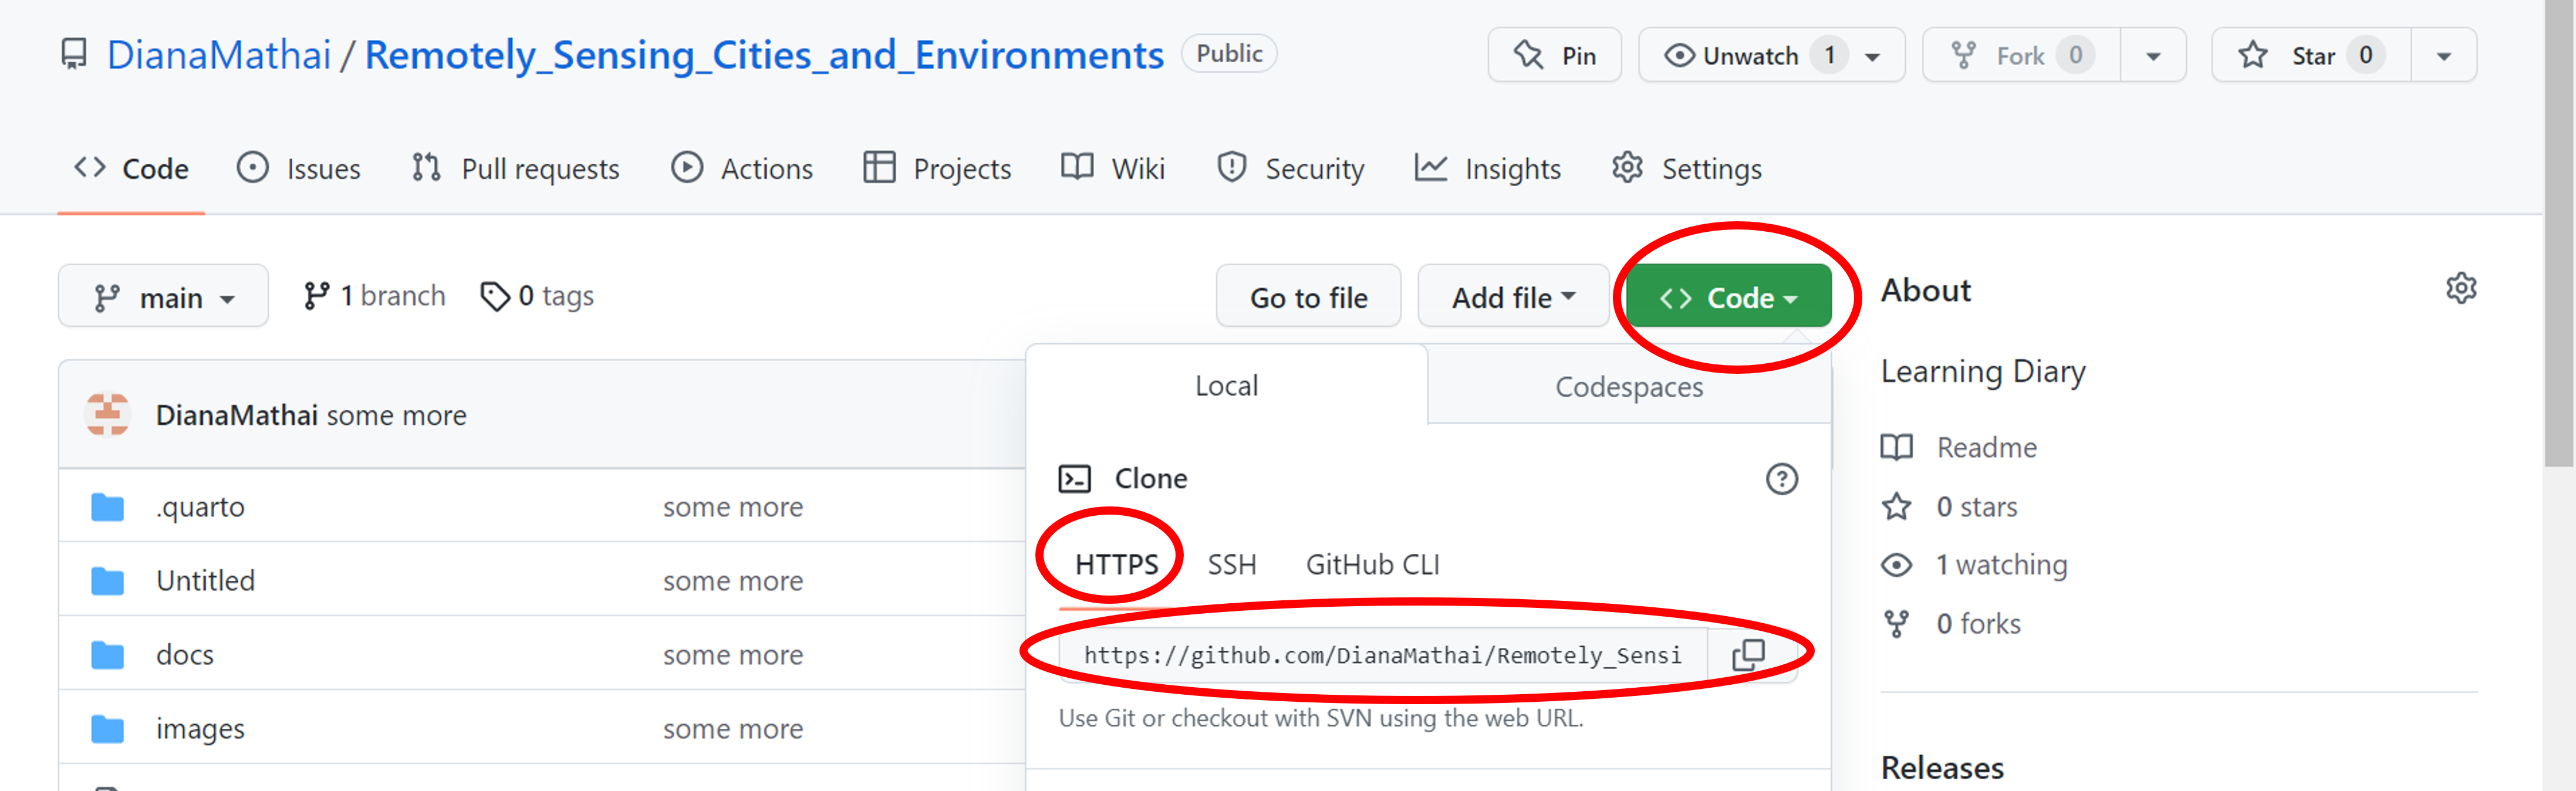 DianaMathai / Remotely_Sensing_Cities_and_Environments Public Pin Unwatch 1 Fork 0 Star 0
Code Issues Pull requests Actions Projects Wiki Security Insights Settings
main 1 branch 0 tags Go to file Add file Code
About
Learning Diary
Readme
0 stars
1 watching
0 forks
Releases
DianaMathai some more
.quarto some more
Untitled some more
docs some more
images some more
Local Codespaces
Clone
HTTPS SSH GitHub CLI
https://github.com/DianaMathai/Remotely_Sensi
Use Git or checkout with SVN using the web URL.